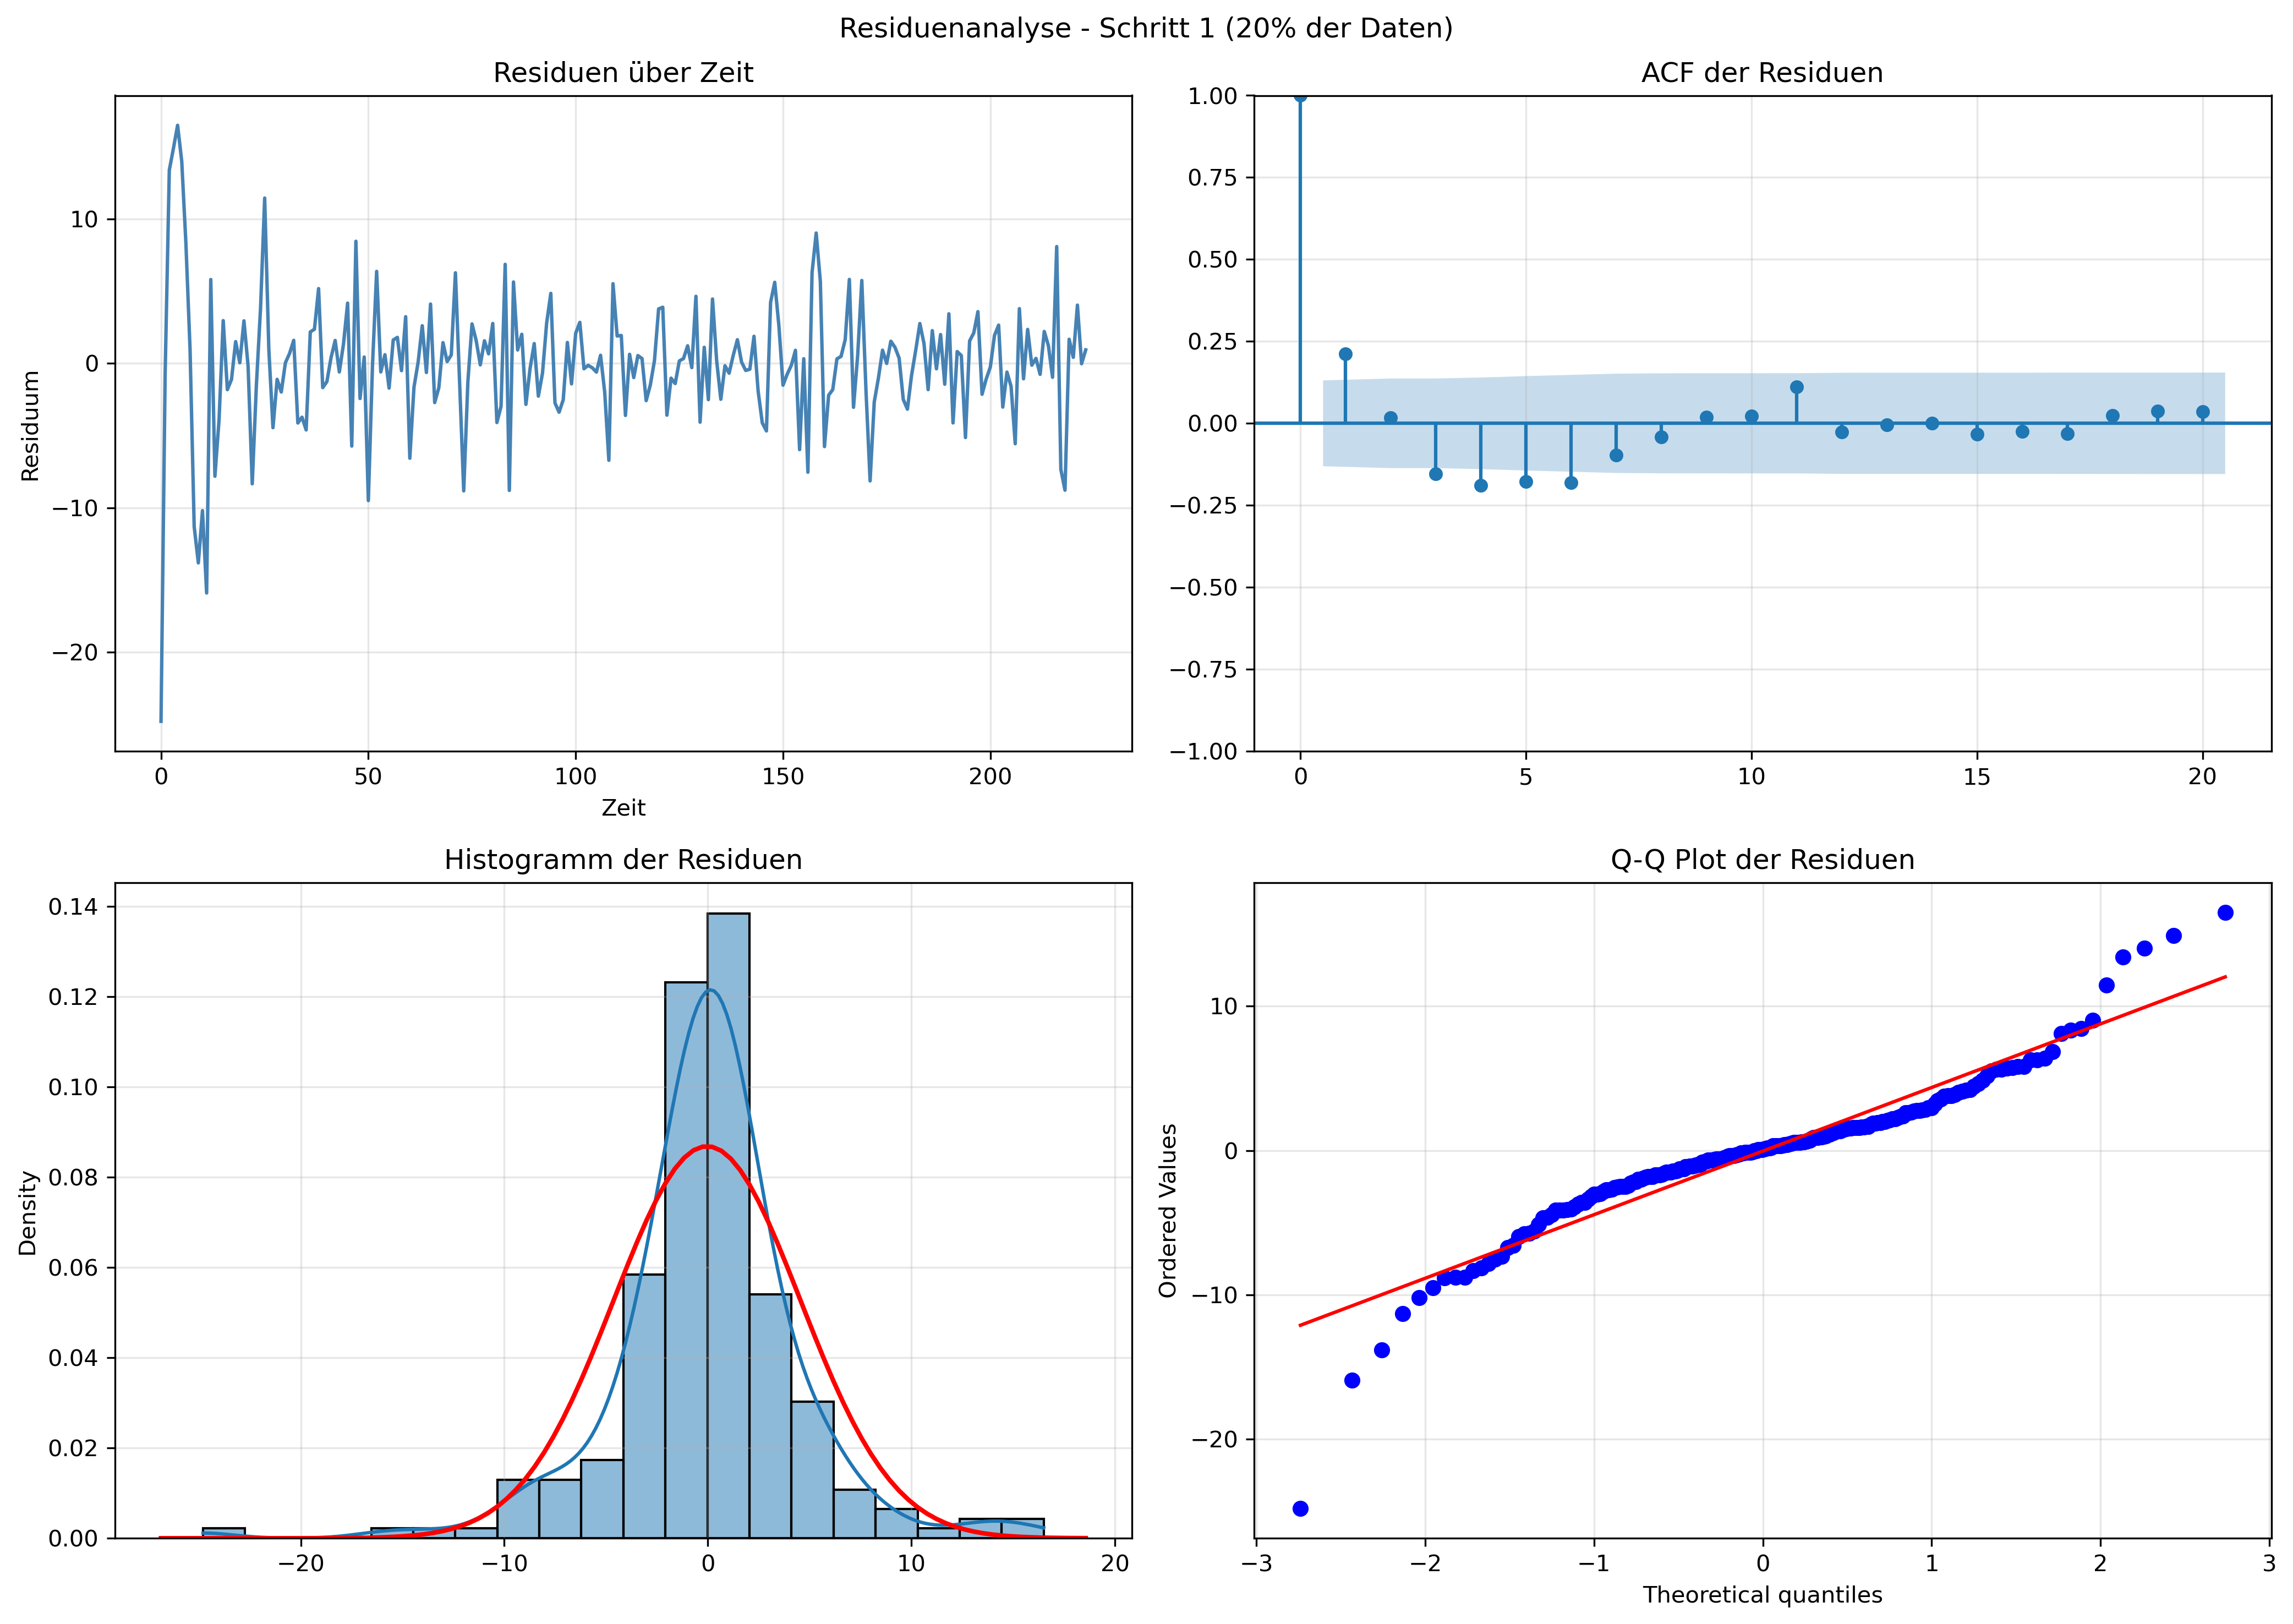 Residuenanalyse - Schritt 1 (20% der Daten)
Residuen über Zeit
Residuum
10
0
−10
−20
0 50 100 150 200
Zeit
ACF der Residuen
1.00
0.75
0.50
0.25
0.00
−0.25
−0.50
−0.75
−1.00
0 5 10 15 20
Histogramm der Residuen
Density
0.14
0.12
0.10
0.08
0.06
0.04
0.02
0.00
−20 −10 0 10 20
Q-Q Plot der Residuen
Ordered Values
10
0
−10
−20
−3 −2 −1 0 1 2 3
Theoretical quantiles